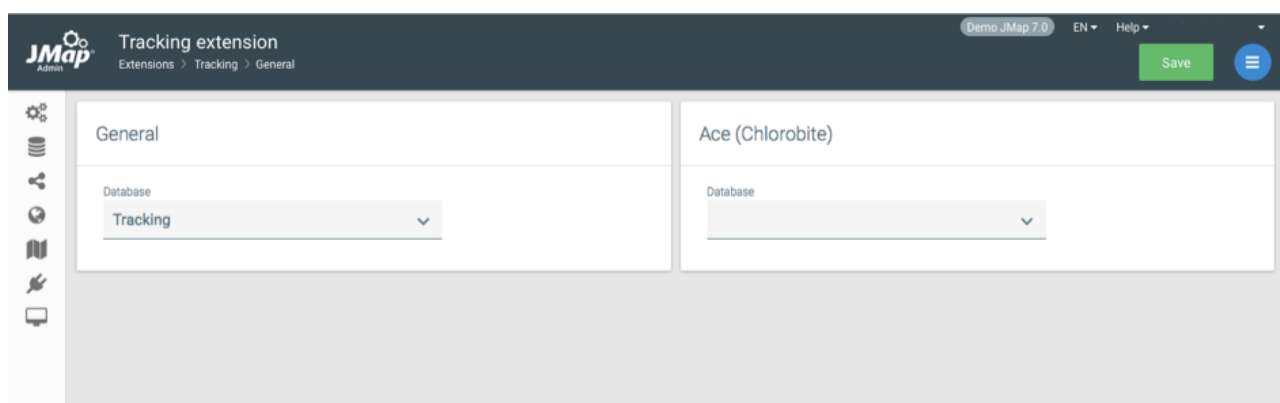 JMap
Admin
Tracking extension
Extensions > Tracking > General
Demo JMap 7.0
EN
Help
Save
General
Database
Tracking
Ace (Chlorobite)
Database